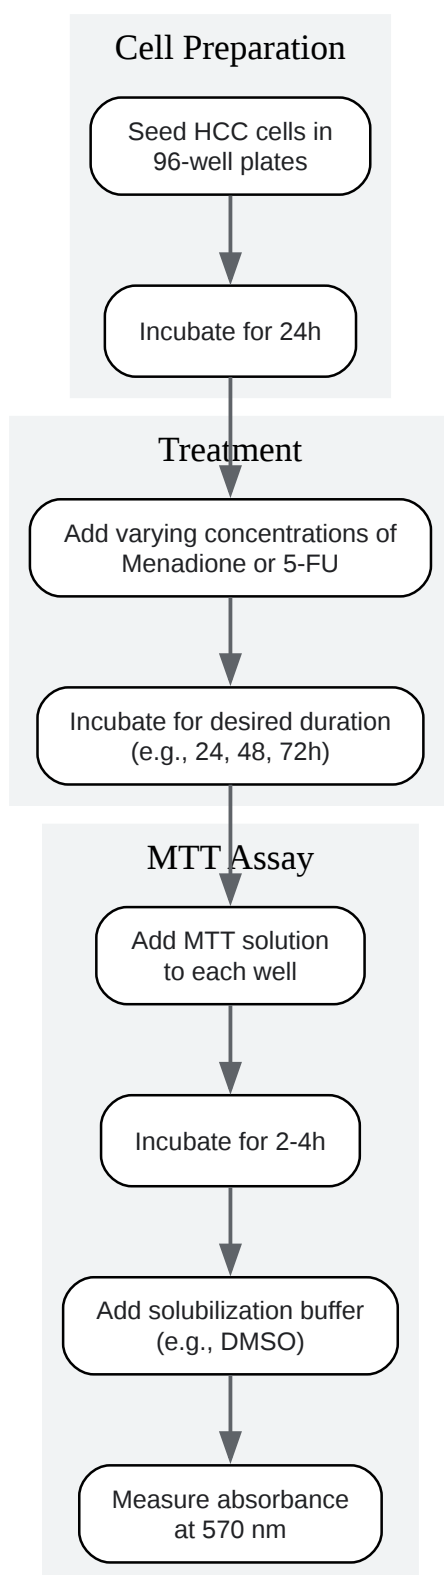 Cell Preparation
Seed HCC cells in
96-well plates
Incubate for 24h
Treatment
Add varying concentrations of
Menadione or 5-FU
Incubate for desired duration
(e.g., 24, 48, 72h)
MTT Assay
Add MTT solution
to each well
Incubate for 2-4h
Add solubilization buffer
(e.g., DMSO)
Measure absorbance
at 570 nm